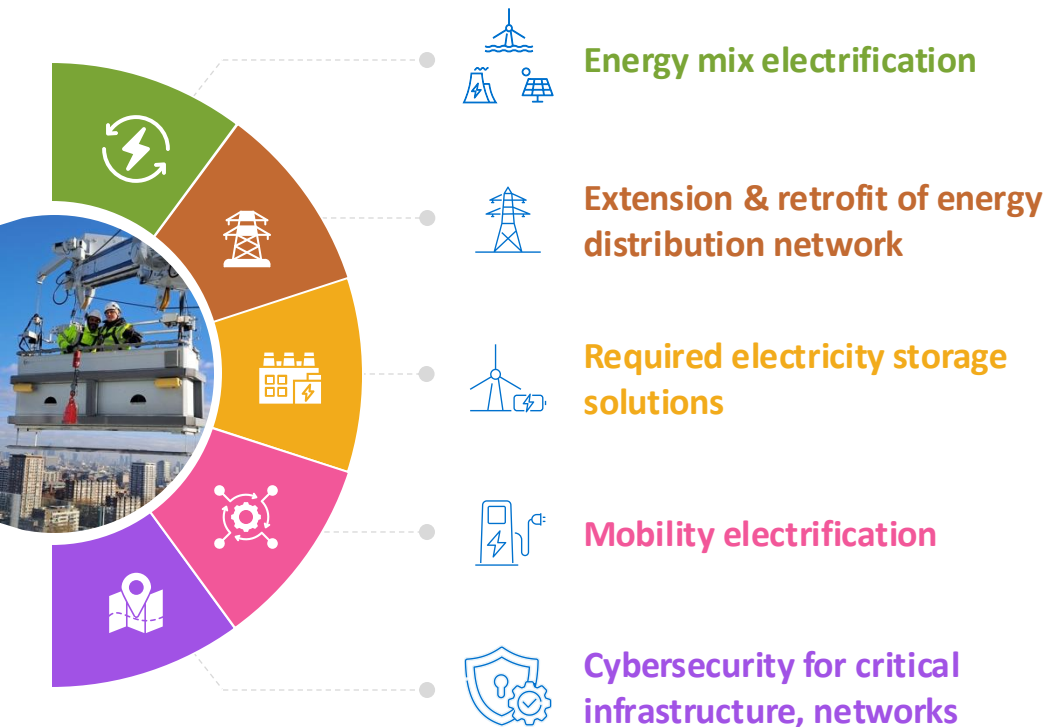 Energy mix electrification
Extension & retrofit of energy
distribution network
Required electricity storage
solutions
Mobility electrification
Cybersecurity for critical
infrastructure, networks